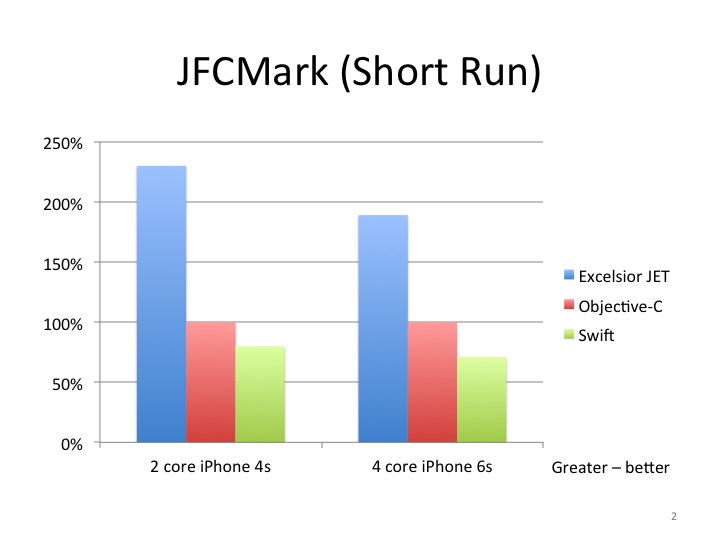 JFCMark (Short Run)
250%
200%
150%
100%
50%
0%
2 core iPhone 4s
4 core iPhone 6s
Excelsior JET
Objective-C
Swift
Greater – better
2